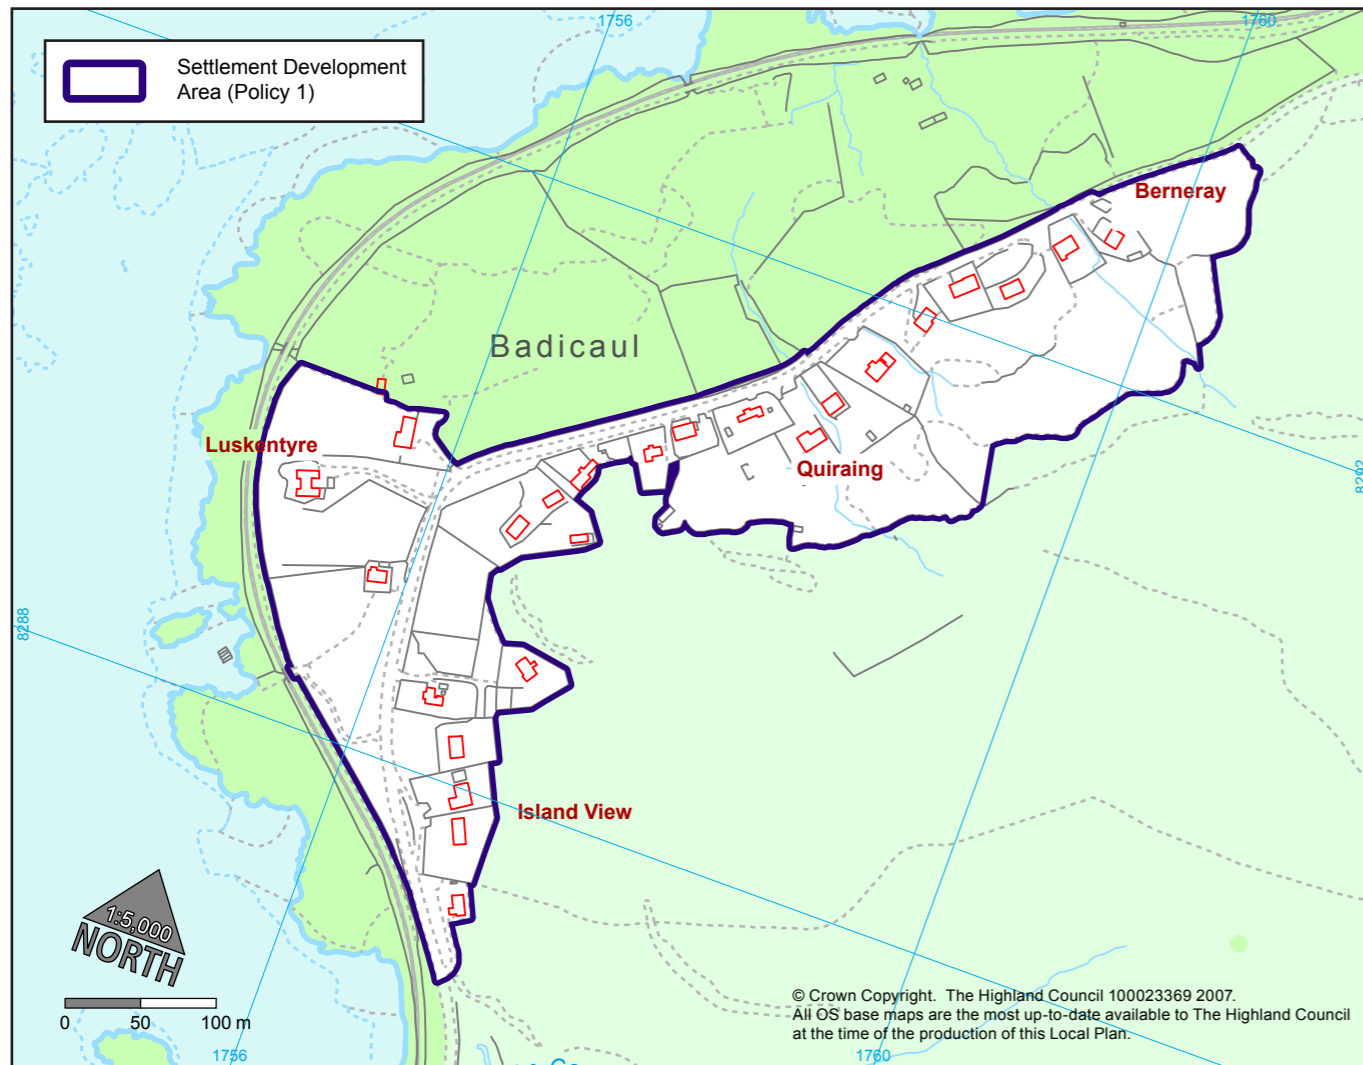 1756
1760
Settlement Development
Area (Policy 1)
Berneray
Badicaul
Luskentyre
Quiraing
8292
8288
Island View
1:5,000
NORTH
0 50 100 m
© Crown Copyright. The Highland Council 100023369 2007.
All OS base maps are the most up-to-date available to The Highland Council
at the time of the production of this Local Plan.
1756
1760